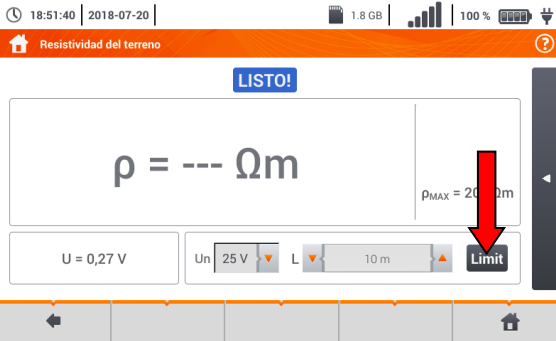 18:51:40 2018-07-20 1.8 GB 100 %
Resistividad del terreno ?
LISTO!
ρ = --- Ωm
ρMAX = 20 Ωm
U = 0,27 V
Un 25 V L 10 m Limit